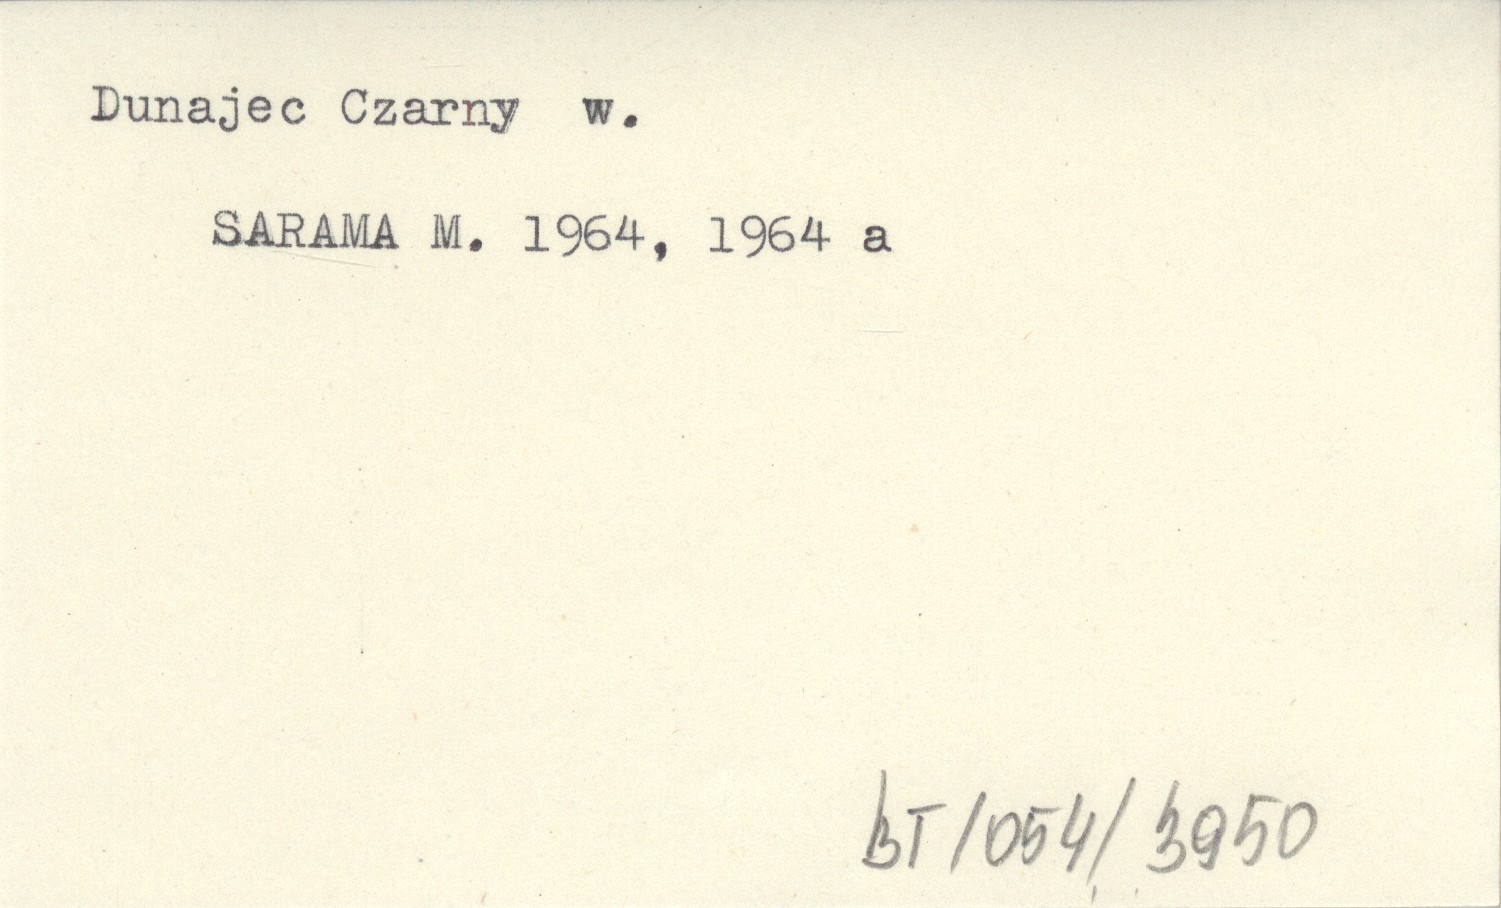 Dunajec Czarny w.
SARAMA M. 1964, 1964 a
BT/054/3950